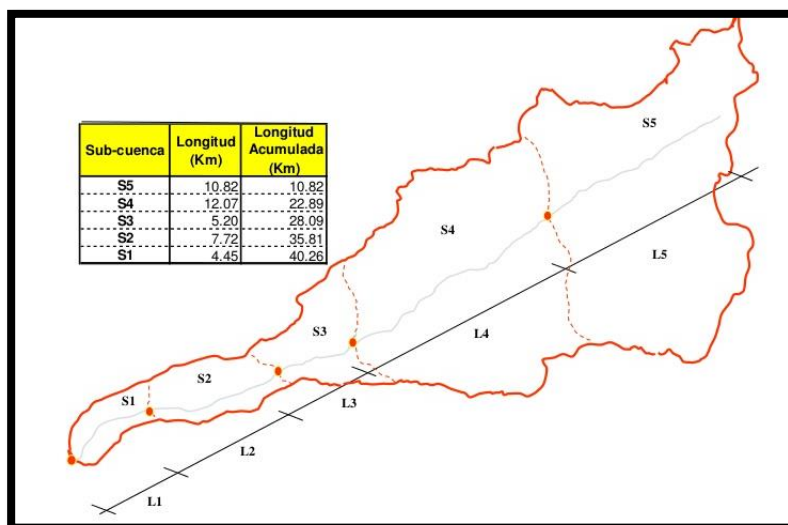 Sub-cuenca Longitud (Km) Longitud Acumulada (Km)
S5 10.82 10.82
S4 12.07 22.89
S3 5.20 28.09
S2 7.72 35.81
S1 4.45 40.26
S5
S4
S3
S2
S1
L5
L4
L3
L2
L1